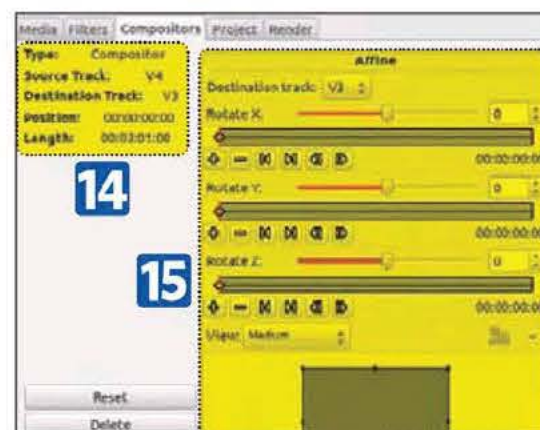 Media Filters Compositors Project Render
Type: Compositor
Source Track: V4
Destination Track: V3
Position: 00:00:00:00
Length: 00:03:01:00
14
Affine
Destination track: V3
Rotate X: 0
00:00:00:00
Rotate Y: 0
00:00:00:00
15
Rotate Z: 0
00:00:00:00
View: Medium
Reset
Delete